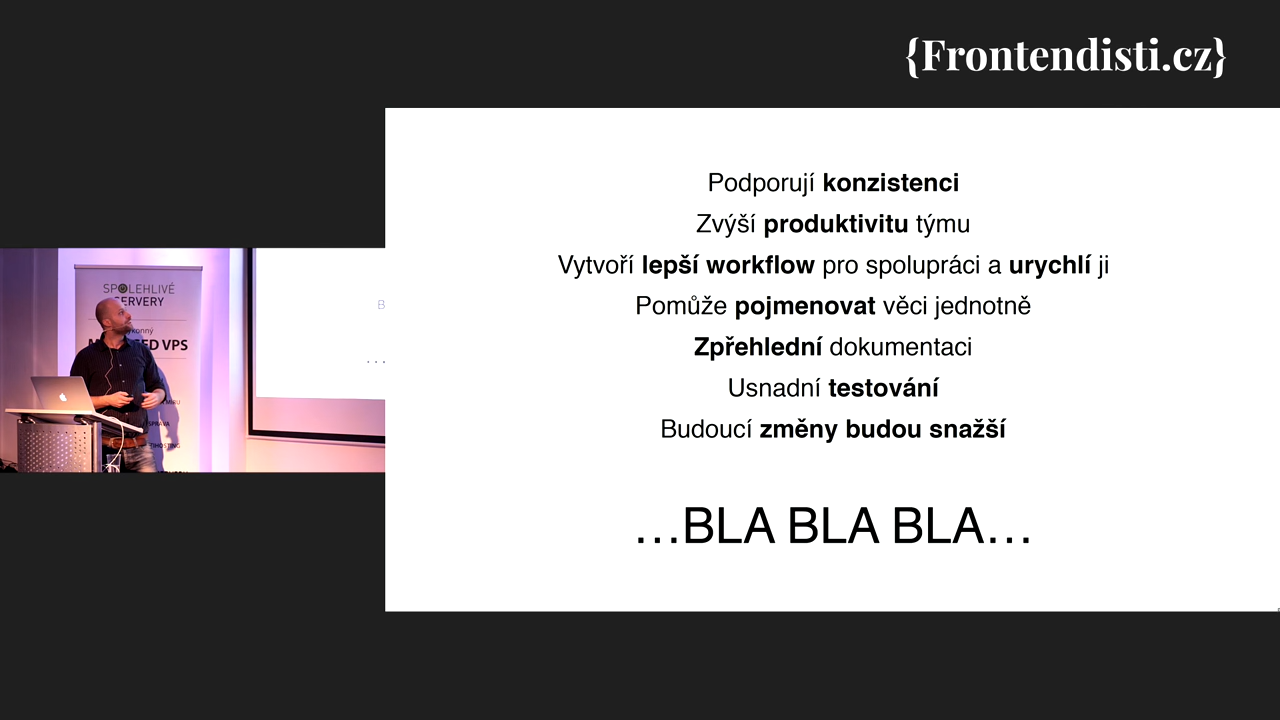 {Frontendisti.cz}
Podporují konzistenci
Zvýší produktivitu týmu
Vytvoří lepší workflow pro spolupráci a urychlí ji
Pomůže pojmenovat věci jednotně
Zpřehlední dokumentaci
Usnadní testování
Budoucí změny budou snažší
…BLA BLA BLA…
SPOLEHLIVÉ
SERVERY
VPS
SPRÁVA
B
...